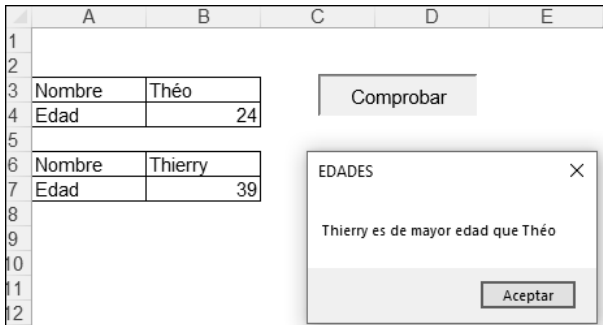 A B C D E
1
2
3 Nombre Théo Comprobar
4 Edad 24
5
6 Nombre Thierry EDADES
7 Edad 39
8
9 Thierry es de mayor edad que Théo
10
11 Aceptar
12